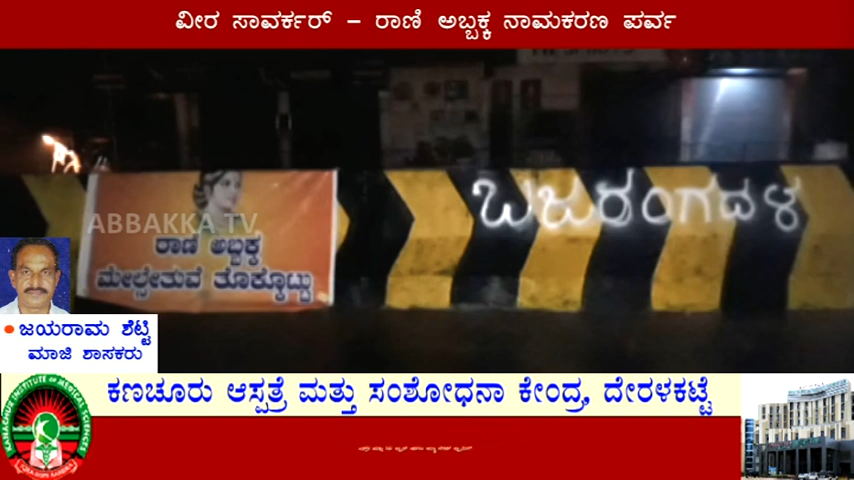 ವೀರ ಸಾವರ್ಕರ್ – ರಾಣಿ ಅಬ್ಬಕ್ಕ ನಾಮಕರಣ ಪರ್ವ
ABBAKKA TV
ರಾಣಿ ಅಬ್ಬಕ್ಕ
ಮೇಲ್ಸೇತುವೆ ತೊಕ್ಕೊಟ್ಟು
ಬಜರಂಗದಳ
ಜಯರಾಮ ಶೆಟ್ಟಿ
ಮಾಜಿ ಶಾಸಕರು
ಕಣಚೂರು ಆಸ್ಪತ್ರೆ ಮತ್ತು ಸಂಶೋಧನಾ ಕೇಂದ್ರ, ದೇರಳಕಟ್ಟೆ
KANACHUR INSTITUTE OF MEDICAL SCIENCES